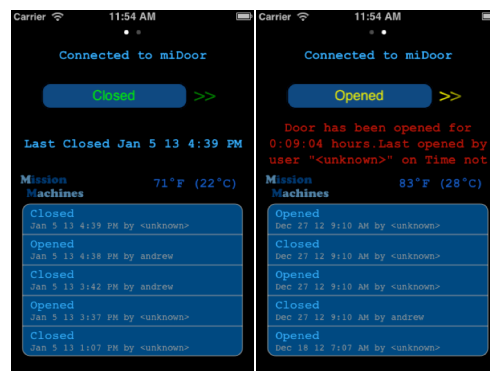 Carrier 11:54 AM
Connected to miDoor
Closed >>
Last Closed Jan 5 13 4:39 PM
Mission
Machines
71°F (22°C)
Closed
Jan 5 13 4:39 PM by <unknown>
Opened
Jan 5 13 4:38 PM by andrew
Closed
Jan 5 13 3:42 PM by andrew
Opened
Jan 5 13 3:37 PM by <unknown>
Closed
Jan 5 13 1:07 PM by <unknown>
Carrier 11:54 AM
Connected to miDoor
Opened >>
Door has been opened for
0:09:04 hours.Last opened by
user "<unknown>" on Time not
Mission
Machines
83°F (28°C)
Opened
Dec 27 12 9:10 AM by <unknown>
Closed
Dec 27 12 9:10 AM by <unknown>
Opened
Dec 27 12 9:10 AM by <unknown>
Closed
Dec 27 12 9:10 AM by andrew
Opened
Dec 18 12 7:07 AM by <unknown>